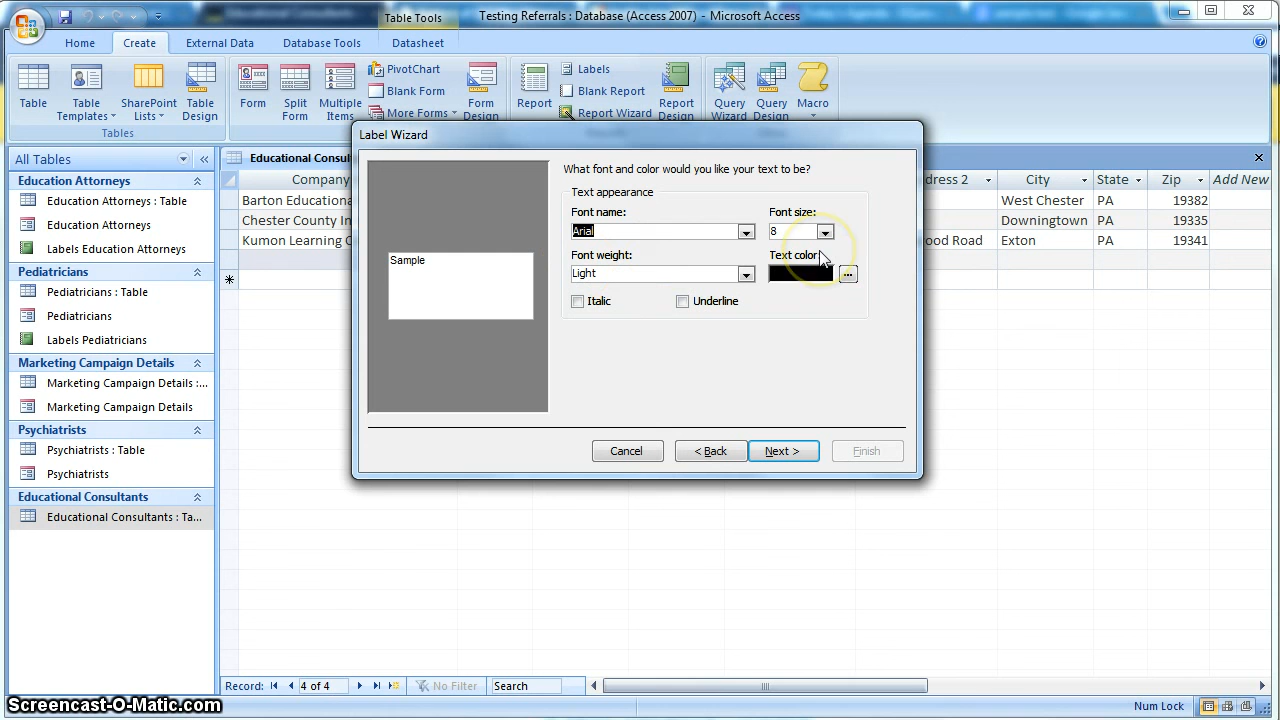 Table Tools
Testing Referrals : Database (Access 2007) - Microsoft Access
Home
Create
External Data
Database Tools
Datasheet
Table
Table Templates
SharePoint Lists
Table Design
Tables
Form
Split Form
Multiple Items
PivotChart
Blank Form
More Forms
Form Design
Report
Labels
Blank Report
Report Wizard
Report Design
Query Wizard
Query Design
Macro
All Tables
Education Attorneys
Education Attorneys : Table
Education Attorneys
Labels Education Attorneys
Pediatricians
Pediatricians : Table
Pediatricians
Labels Pediatricians
Marketing Campaign Details
Marketing Campaign Details :...
Marketing Campaign Details
Psychiatrists
Psychiatrists : Table
Psychiatrists
Educational Consultants
Educational Consultants : Ta...
Educational Consul
Company
dress 2
City
State
Zip
Add New
Barton Educationa
West Chester
PA
19382
Chester County In
Downingtown
PA
19335
Kumon Learning C
ood Road
Exton
PA
19341
Label Wizard
Sample
What font and color would you like your text to be?
Text appearance
Font name:
Font size:
Arial
8
Font weight:
Text color
Light
...
Italic
Underline
Cancel
< Back
Next >
Finish
Record:
4 of 4
No Filter
Search
Screencast-O-Matic.com
Num Lock